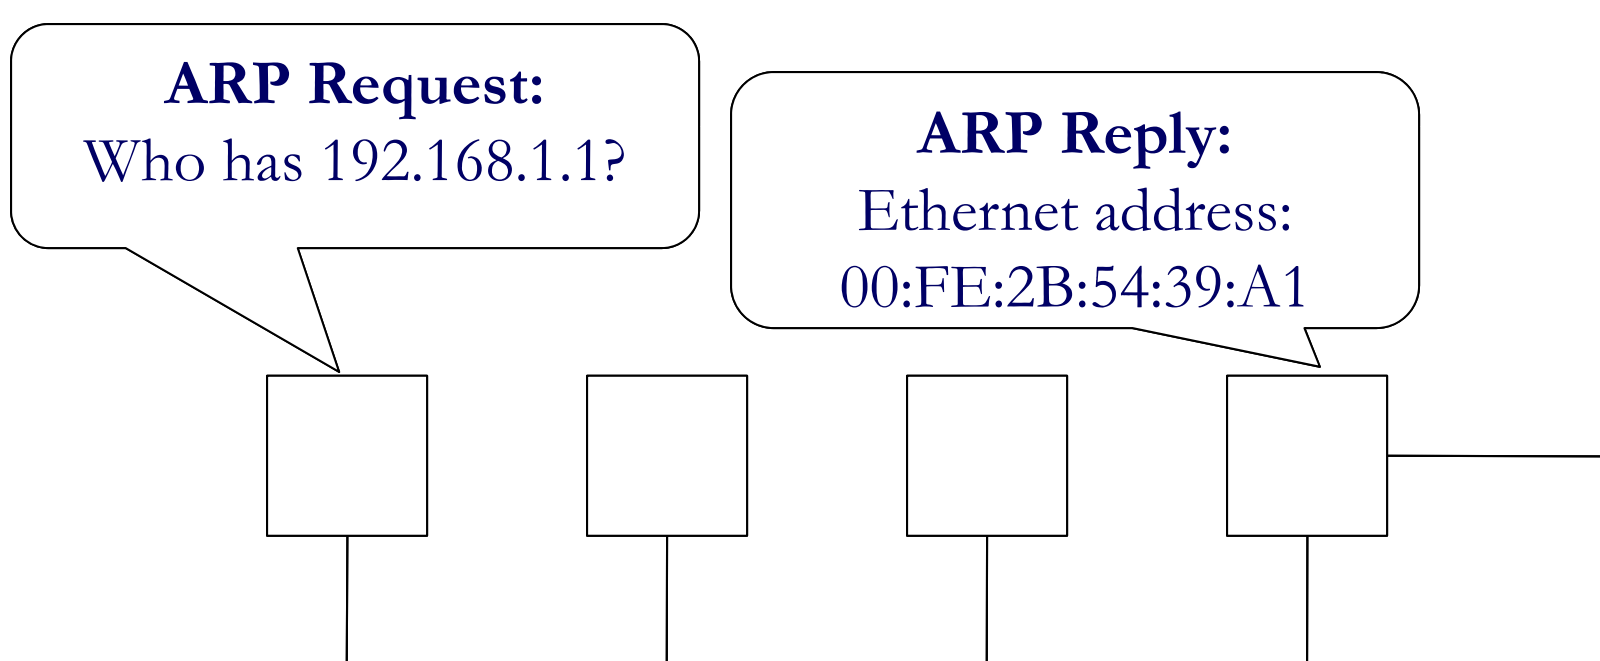 ARP Request:
Who has 192.168.1.1?
ARP Reply:
Ethernet address:
00:FE:2B:54:39:A1